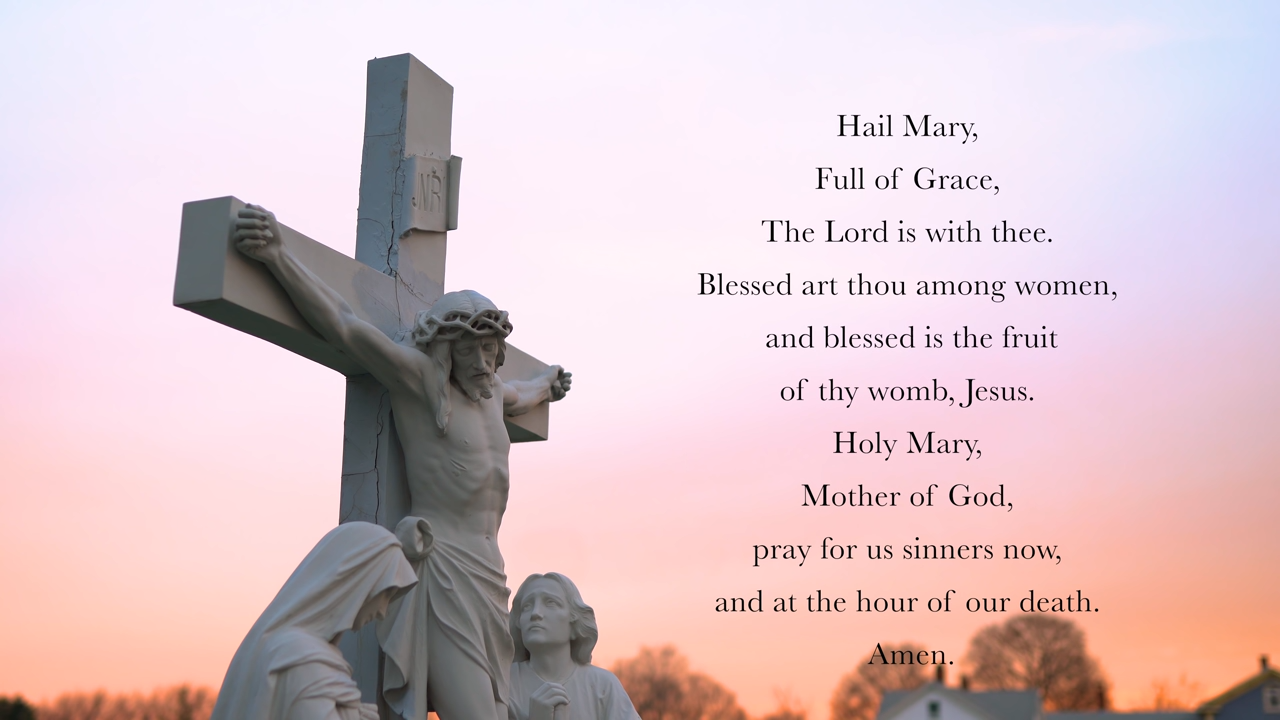 Hail Mary,
Full of Grace,
The Lord is with thee.
Blessed art thou among women,
and blessed is the fruit
of thy womb, Jesus.
Holy Mary,
Mother of God,
pray for us sinners now,
and at the hour of our death.
Amen.